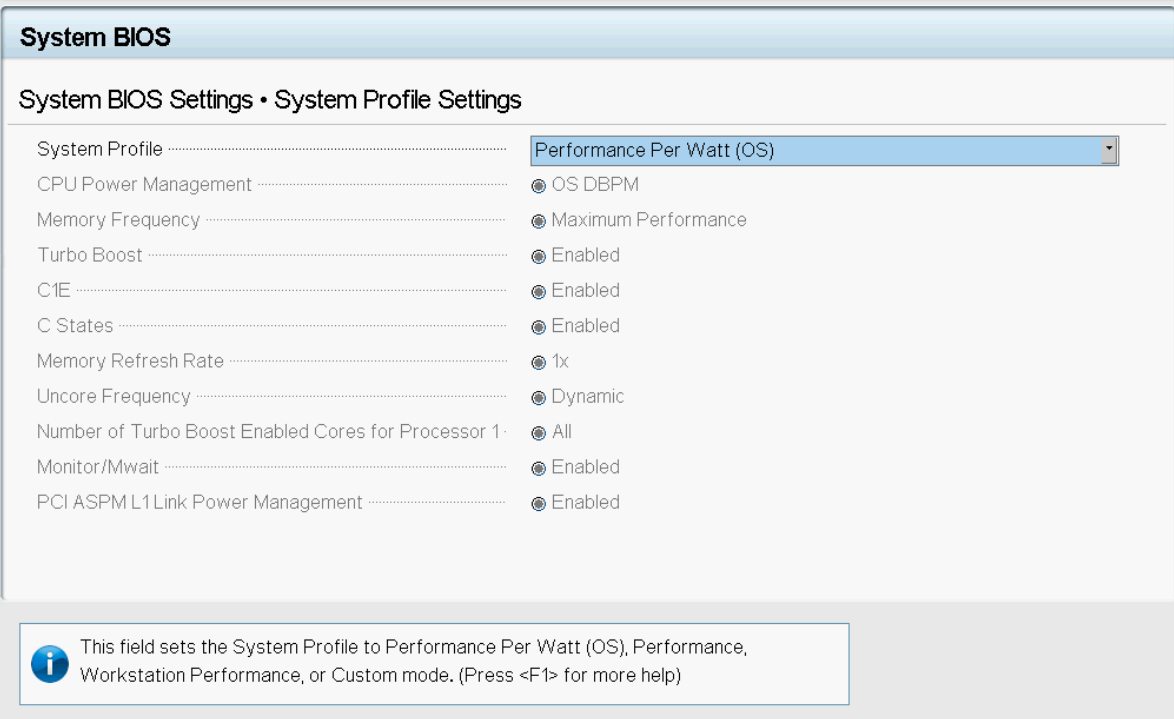 System BIOS
System BIOS Settings • System Profile Settings
System Profile Performance Per Watt (OS)
CPU Power Management OS DBPM
Memory Frequency Maximum Performance
Turbo Boost Enabled
C1E Enabled
C States Enabled
Memory Refresh Rate 1x
Uncore Frequency Dynamic
Number of Turbo Boost Enabled Cores for Processor 1 All
Monitor/Mwait Enabled
PCI ASPM L1 Link Power Management Enabled
This field sets the System Profile to Performance Per Watt (OS), Performance,
Workstation Performance, or Custom mode. (Press <F1> for more help)